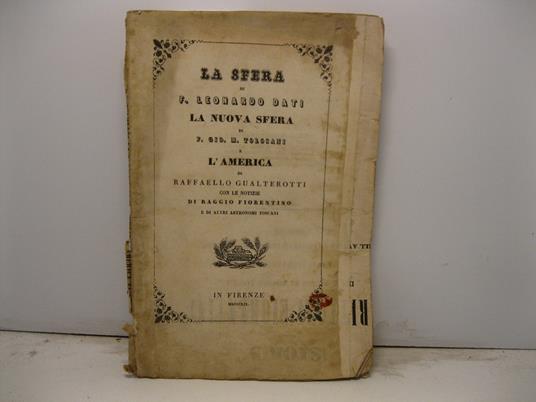 LA SFERA
DI
F. LEONARDO DATI
LA NUOVA SFERA
DI
F. GIO. M. TOLOSANI
E
L'AMERICA
DI
RAFFAELLO GUALTEROTTI
CON LE NOTIZIE
DI RAGGIO FIORENTINO
E DI ALTRI ASTRONOMI TOSCANI
IN FIRENZE